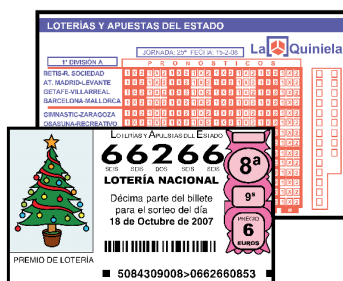 LOTERÍAS Y APUESTAS DEL ESTADO
JORNADA: 25ª FECHA: 15-2-08
La Quiniela
1ª DIVISIÓN A
PRONOSTICOS
BETIS-R. SOCIEDAD
AT. MADRID-LEVANTE
GETAFE-VILLARREAL
BARCELONA-MALLORCA
GIMNASTIC-ZARAGOZA
OSASUNA-RECREATIVO
LOTERIAS Y APUESTAS DEL ESTADO
66266
SEIS SEIS DOS SEIS SEIS
LOTERÍA NACIONAL
Décima parte del billete
para el sorteo del día
18 de Octubre de 2007
8ª
9ª
PRECIO
6
EUROS
PREMIO DE LOTERÍA
5084309008>0662660853